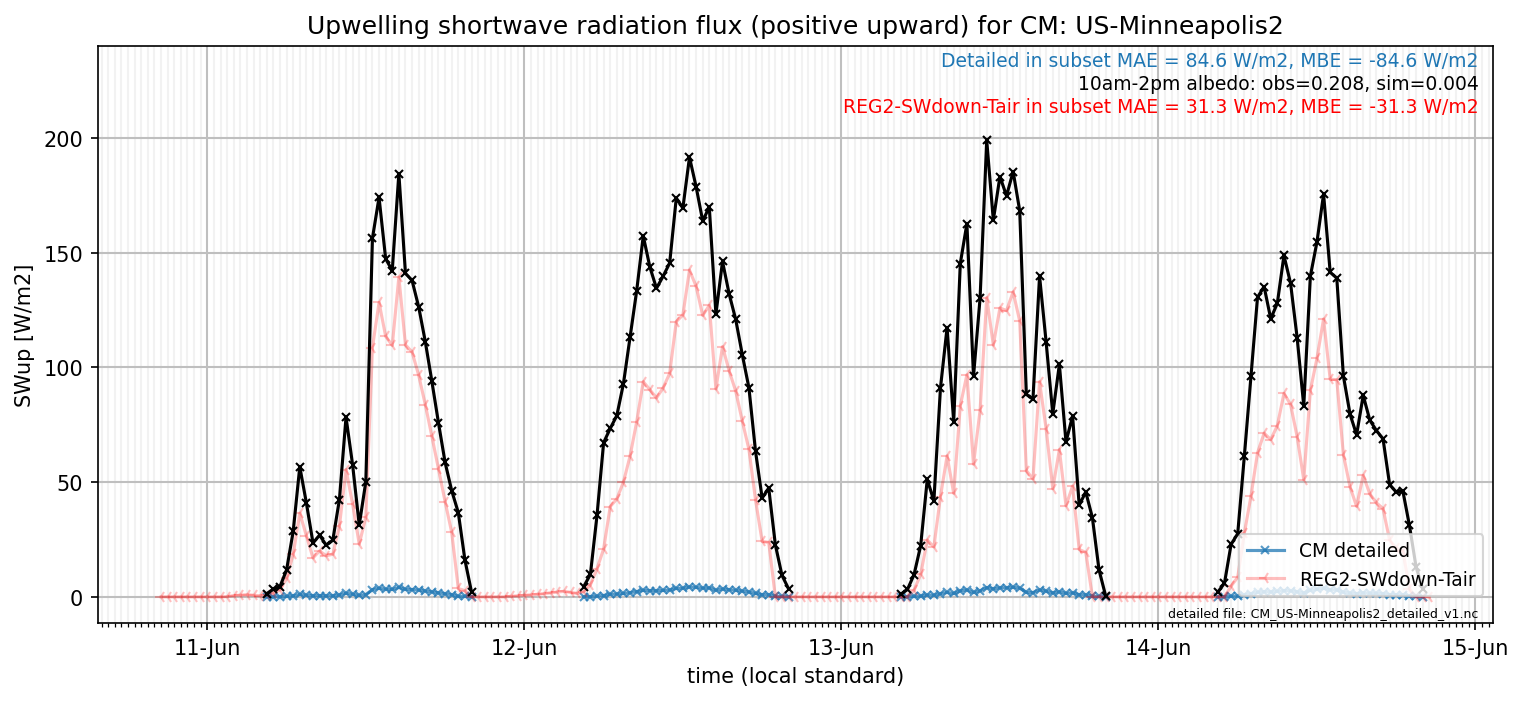 Upwelling shortwave radiation flux (positive upward) for CM: US-Minneapolis2
Detailed in subset MAE = 84.6 W/m2, MBE = -84.6 W/m2
10am-2pm albedo: obs=0.208, sim=0.004
REG2-SWdown-Tair in subset MAE = 31.3 W/m2, MBE = -31.3 W/m2
SWup [W/m2]
200
150
100
50
0
CM detailed
REG2-SWdown-Tair
detailed file: CM_US-Minneapolis2_detailed_v1.nc
11-Jun 12-Jun 13-Jun 14-Jun 15-Jun
time (local standard)